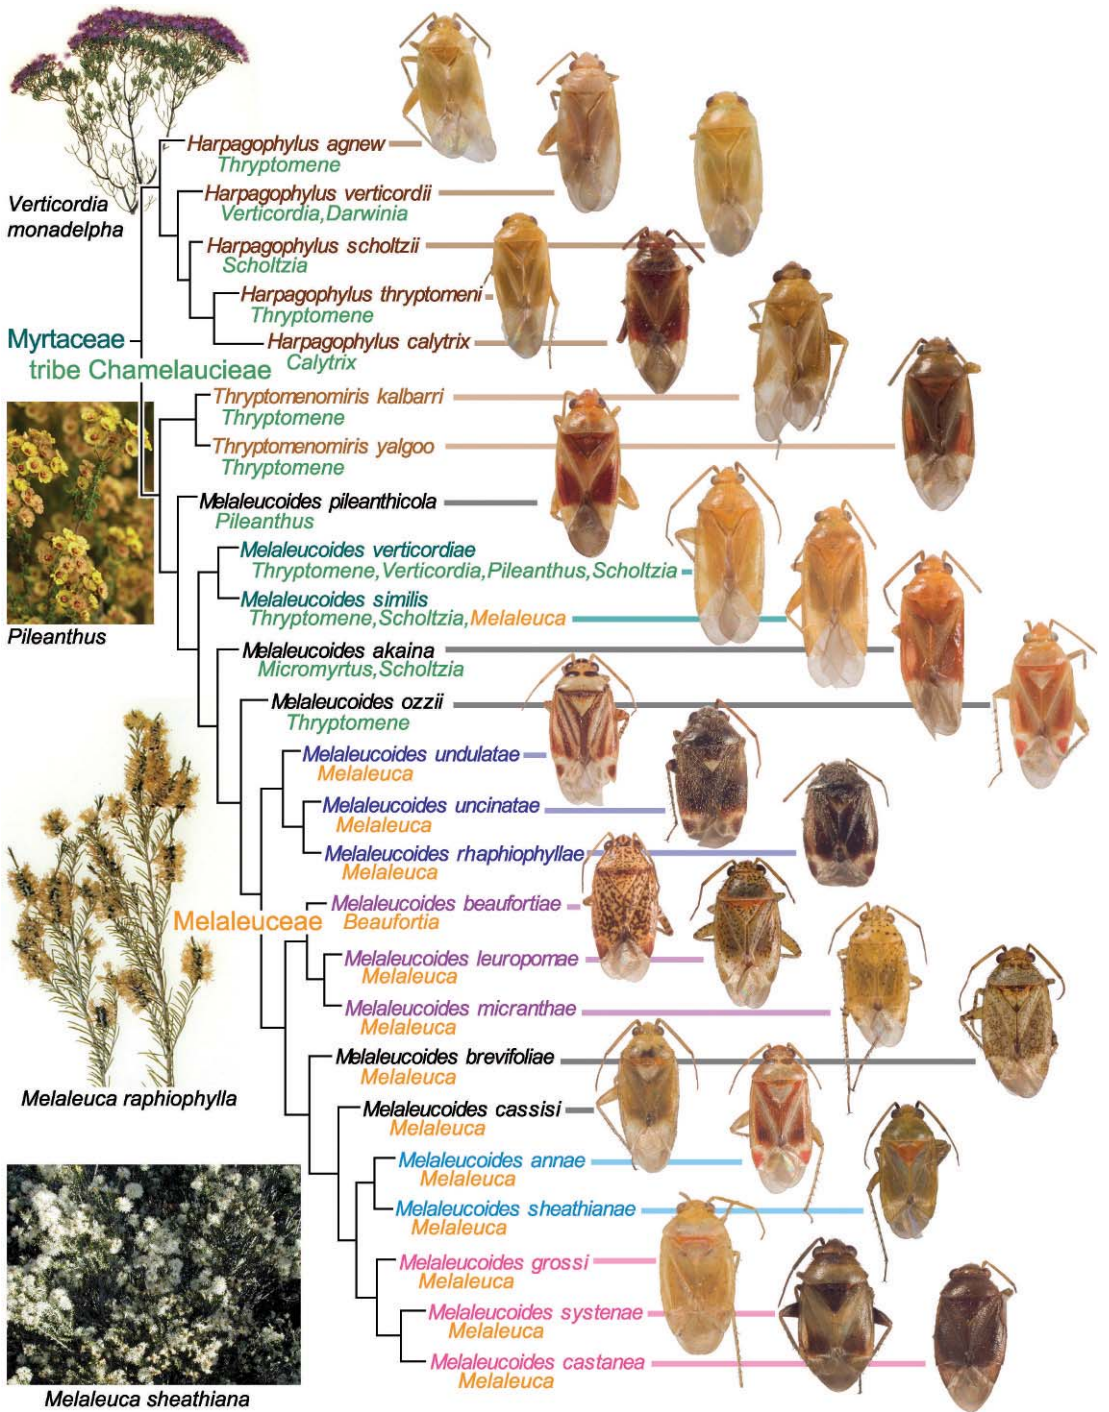 Verticordia
monadelpha
Harpagophylus agnew
Thryptomene
Harpagophylus verticordii
Verticordia,Darwinia
Harpagophylus scholtzii
Scholtzia
Harpagophylus thryptomeni
Thryptomene
Harpagophylus calytrix
Calytrix
Myrtaceae
tribe Chamelaucieae
Thryptomenomiris kalbarri
Thryptomene
Thryptomenomiris yalgoo
Thryptomene
Melaleucoides pileanthicola
Pileanthus
Melaleucoides verticordiae
Thryptomene,Verticordia,Pileanthus,Scholtzia
Melaleucoides similis
Thryptomene,Scholtzia,Melaleuca
Pileanthus
Melaleucoides akaina
Micromyrtus,Scholtzia
Melaleucoides ozzii
Thryptomene
Melaleucoides undulatae
Melaleuca
Melaleucoides uncinatae
Melaleuca
Melaleucoides rhaphiophyllae
Melaleuca
Melaleucoides beaufortiae
Beaufortia
Melaleuceae
Melaleucoides leuropomae
Melaleuca
Melaleucoides micranthae
Melaleuca
Melaleucoides brevifoliae
Melaleuca
Melaleuca raphiophylla
Melaleucoides cassisi
Melaleuca
Melaleucoides annae
Melaleuca
Melaleucoides sheathianae
Melaleuca
Melaleucoides grossi
Melaleuca
Melaleucoides systenae
Melaleuca
Melaleucoides castanea
Melaleuca
Melaleuca sheathiana